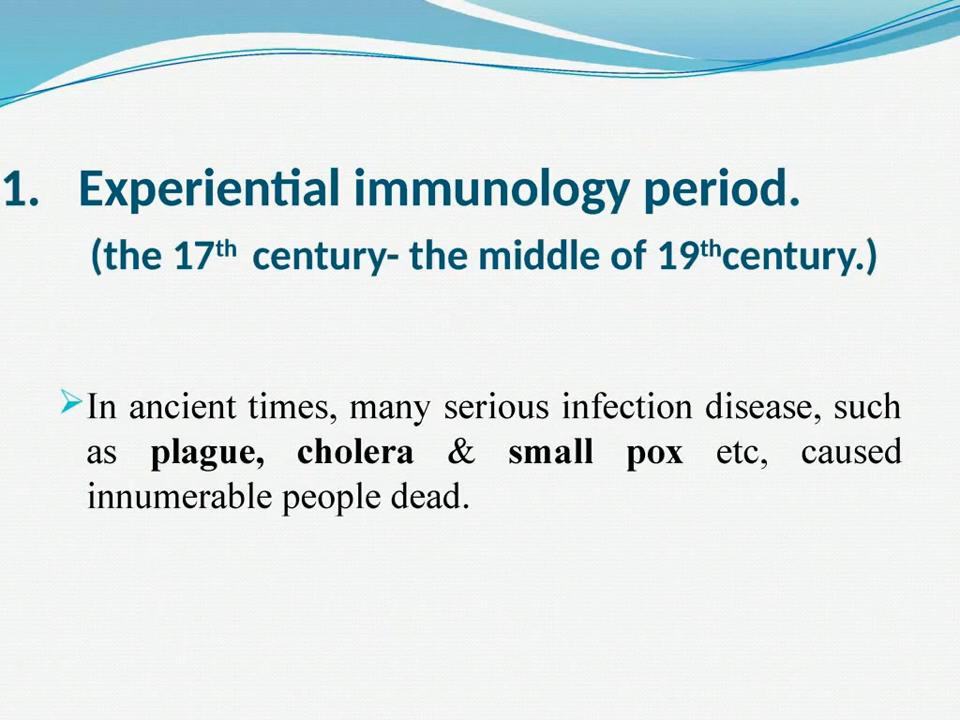 1. Experiential immunology period.
(the 17th century- the middle of 19thcentury.)
In ancient times, many serious infection disease, such
as plague, cholera & small pox etc, caused
innumerable people dead.